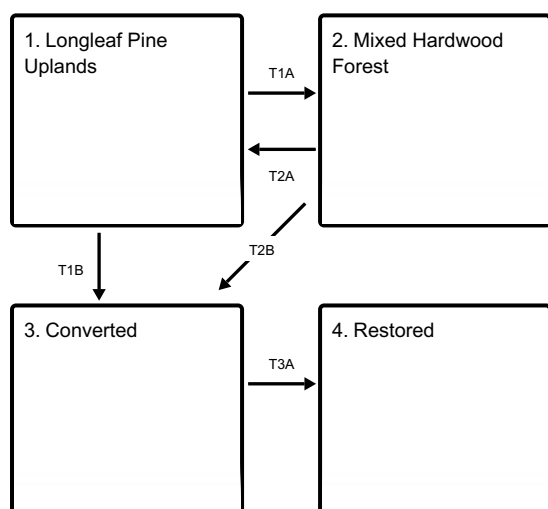 1. Longleaf Pine
Uplands
2. Mixed Hardwood
Forest
T1A
T2A
T1B
T2B
3. Converted
4. Restored
T3A